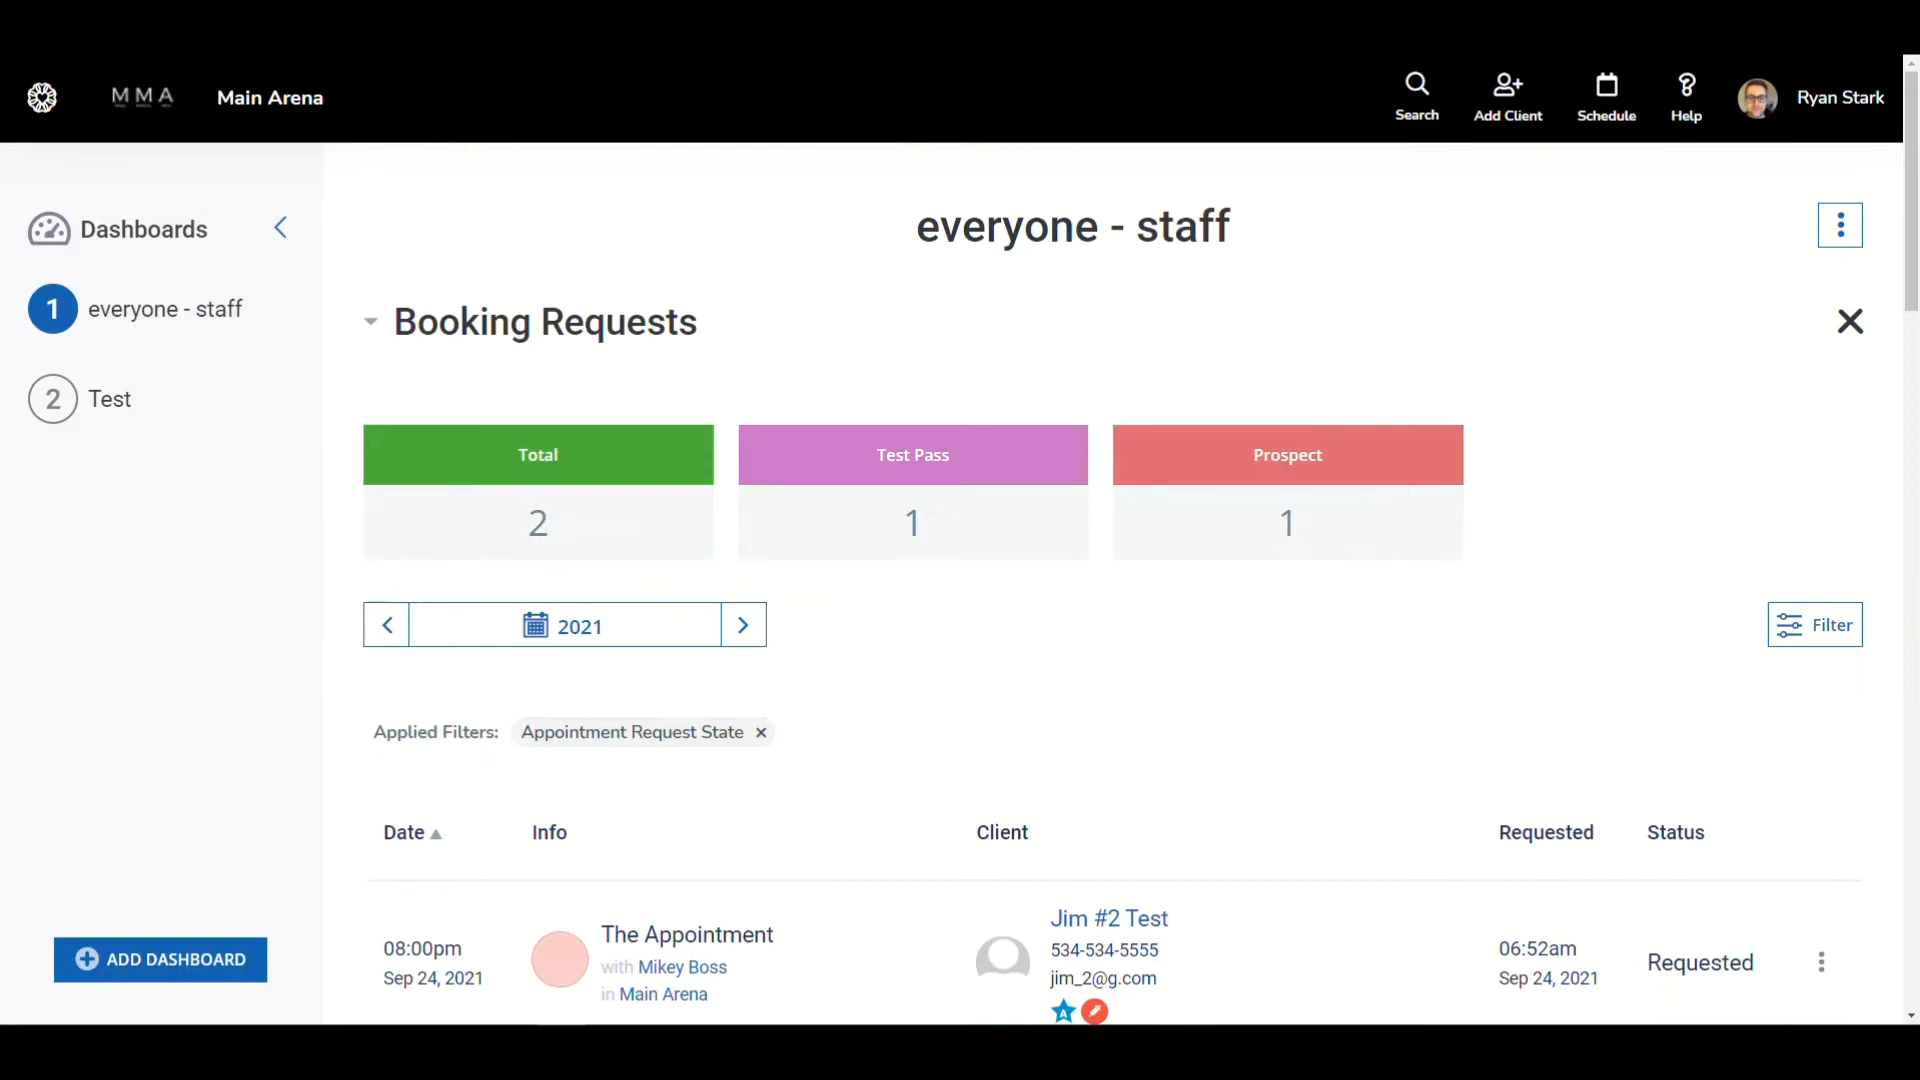 MMA
Main Arena
Search
Add Client
Schedule
Help
Ryan Stark
Dashboards
1 everyone - staff
2 Test
ADD DASHBOARD
everyone - staff
Booking Requests
Total
2
Test Pass
1
Prospect
1
2021
Filter
Applied Filters: Appointment Request State ×
Date Info Client Requested Status
08:00pm
Sep 24, 2021
The Appointment
with Mikey Boss
in Main Arena
Jim #2 Test
534-534-5555
jim_2@g.com
A
06:52am
Sep 24, 2021
Requested